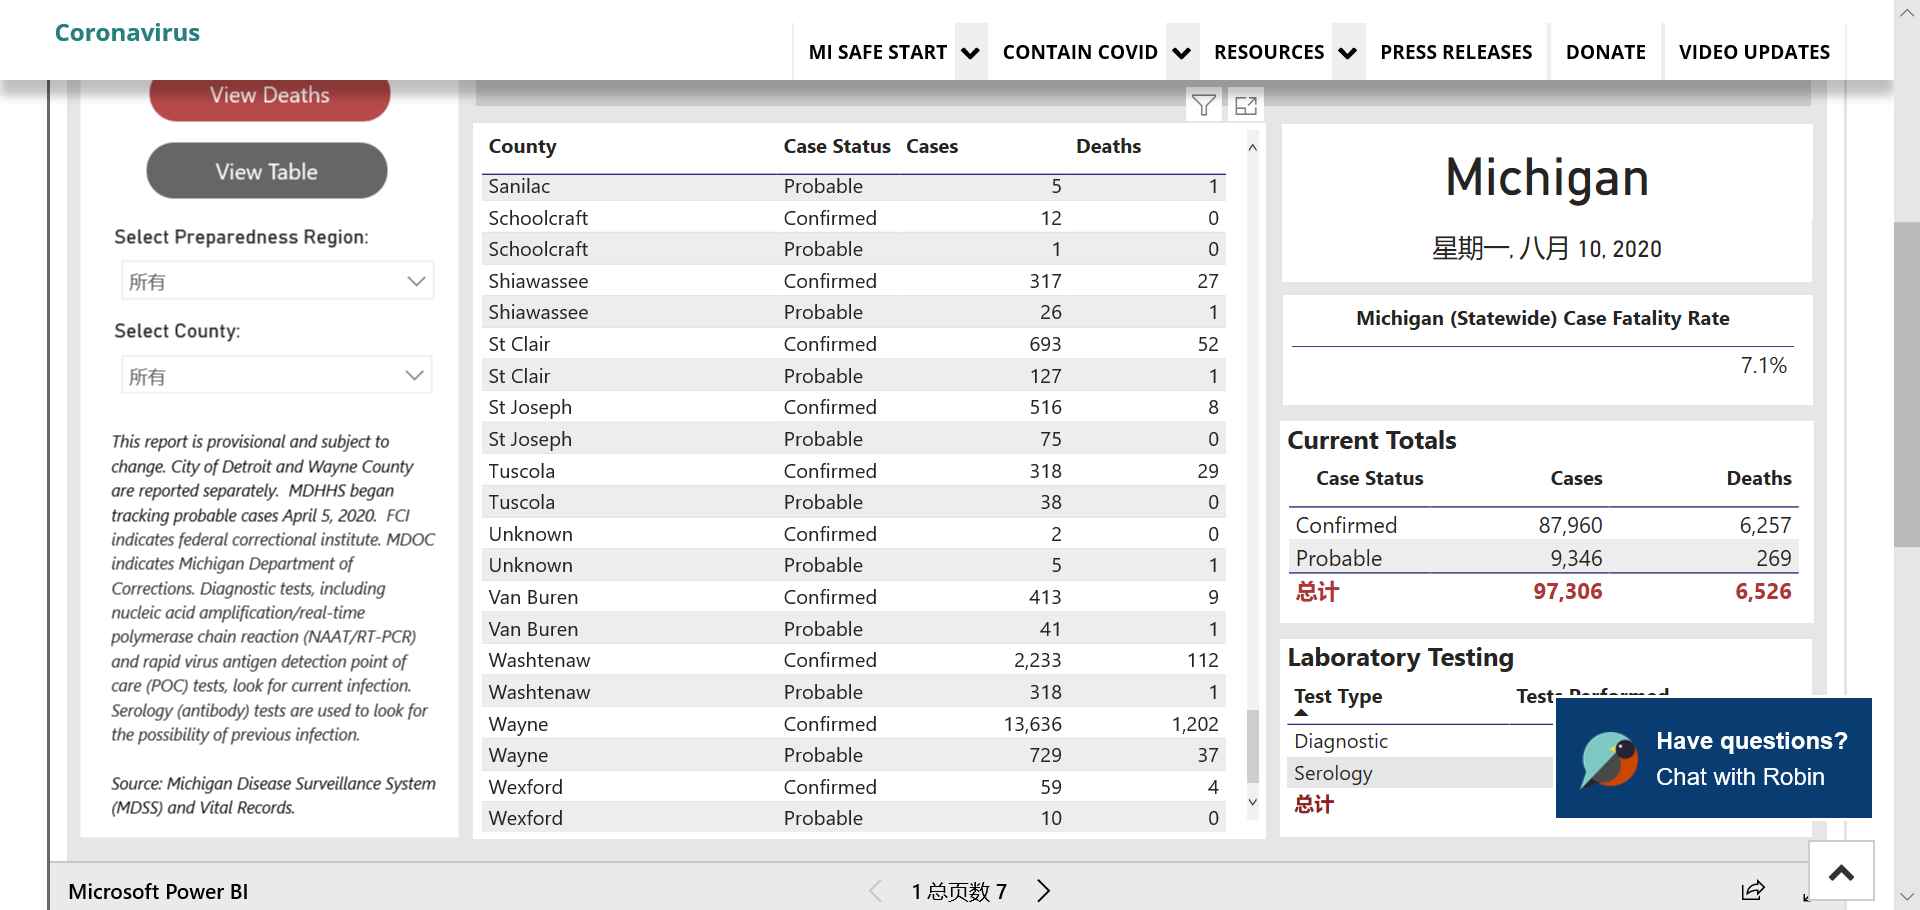 Coronavirus
MI SAFE START CONTAIN COVID RESOURCES PRESS RELEASES DONATE VIDEO UPDATES
View Deaths
View Table
Select Preparedness Region:
所有
Select County:
所有
This report is provisional and subject to
change. City of Detroit and Wayne County
are reported separately. MDHHS began
tracking probable cases April 5, 2020. FCI
indicates federal correctional institute. MDOC
indicates Michigan Department of
Corrections. Diagnostic tests, including
nucleic acid amplification/real-time
polymerase chain reaction (NAAT/RT-PCR)
and rapid virus antigen detection point of
care (POC) tests, look for current infection.
Serology (antibody) tests are used to look for
the possibility of previous infection.
Source: Michigan Disease Surveillance System
(MDSS) and Vital Records.
County Case Status Cases Deaths
Sanilac Probable 5 1
Schoolcraft Confirmed 12 0
Schoolcraft Probable 1 0
Shiawassee Confirmed 317 27
Shiawassee Probable 26 1
St Clair Confirmed 693 52
St Clair Probable 127 1
St Joseph Confirmed 516 8
St Joseph Probable 75 0
Tuscola Confirmed 318 29
Tuscola Probable 38 0
Unknown Confirmed 2 0
Unknown Probable 5 1
Van Buren Confirmed 413 9
Van Buren Probable 41 1
Washtenaw Confirmed 2,233 112
Washtenaw Probable 318 1
Wayne Confirmed 13,636 1,202
Wayne Probable 729 37
Wexford Confirmed 59 4
Wexford Probable 10 0
Michigan
星期一, 八月 10, 2020
Michigan (Statewide) Case Fatality Rate
7.1%
Current Totals
Case Status Cases Deaths
Confirmed 87,960 6,257
Probable 9,346 269
总计 97,306 6,526
Laboratory Testing
Test Type Tests Performed
Diagnostic
Serology
总计
Have questions?
Chat with Robin
Microsoft Power BI
1 总页数 7